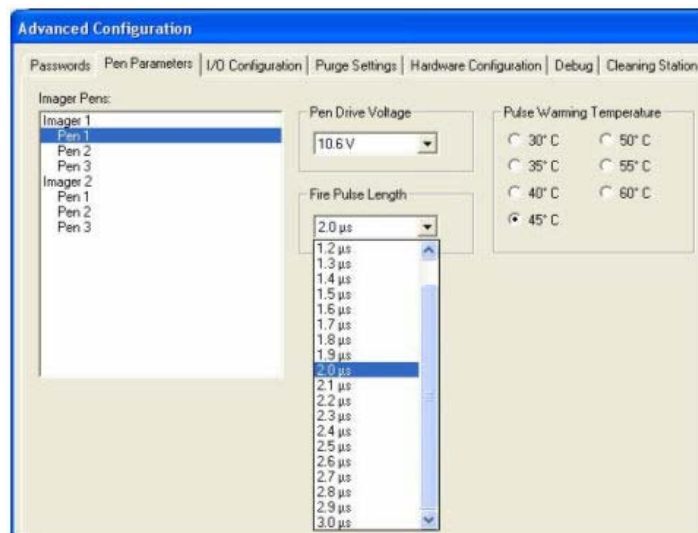 Advanced Configuration
Passwords Pen Parameters I/O Configuration Purge Settings Hardware Configuration Debug Cleaning Station
Imager Pens:
Imager 1
Pen 1
Pen 2
Pen 3
Imager 2
Pen 1
Pen 2
Pen 3
Pen Drive Voltage
10.6 V
Fire Pulse Length
2.0 µs
1.2 µs
1.3 µs
1.4 µs
1.5 µs
1.6 µs
1.7 µs
1.8 µs
1.9 µs
2.0 µs
2.1 µs
2.2 µs
2.3 µs
2.4 µs
2.5 µs
2.6 µs
2.7 µs
2.8 µs
2.9 µs
3.0 µs
Pulse Warming Temperature
30° C 50° C
35° C 55° C
40° C 60° C
45° C